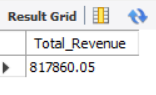 Result Grid
Total_Revenue
817860.05